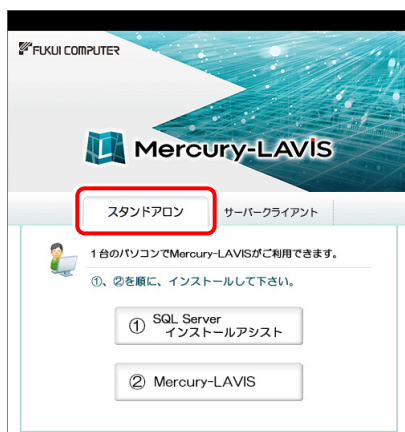 FUKUI COMPUTER
Mercury-LAVIS
スタンドアロン
サーバークライアント
1台のパソコンでMercury-LAVISがご利用できます。
①、②を順に、インストールして下さい。
① SQL Server
インストールアシスト
② Mercury-LAVIS